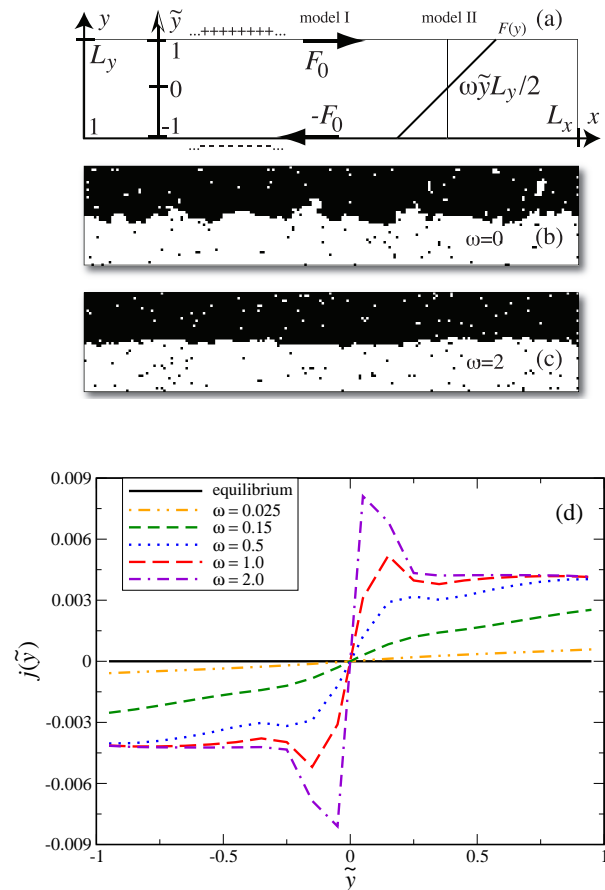 y ỹ ...++++++++... model I model II F(y) (a)
L_y 1 F_0
0 ωỹL_y/2
1 -1 -F_0 L_x x
...--------...
ω=0 (b)
ω=2 (c)
(d)
equilibrium
ω = 0.025
ω = 0.15
ω = 0.5
ω = 1.0
ω = 2.0
0.009
0.006
0.003
0
-0.003
-0.006
-0.009
j(ỹ)
-1 -0.5 0 0.5 1
ỹ